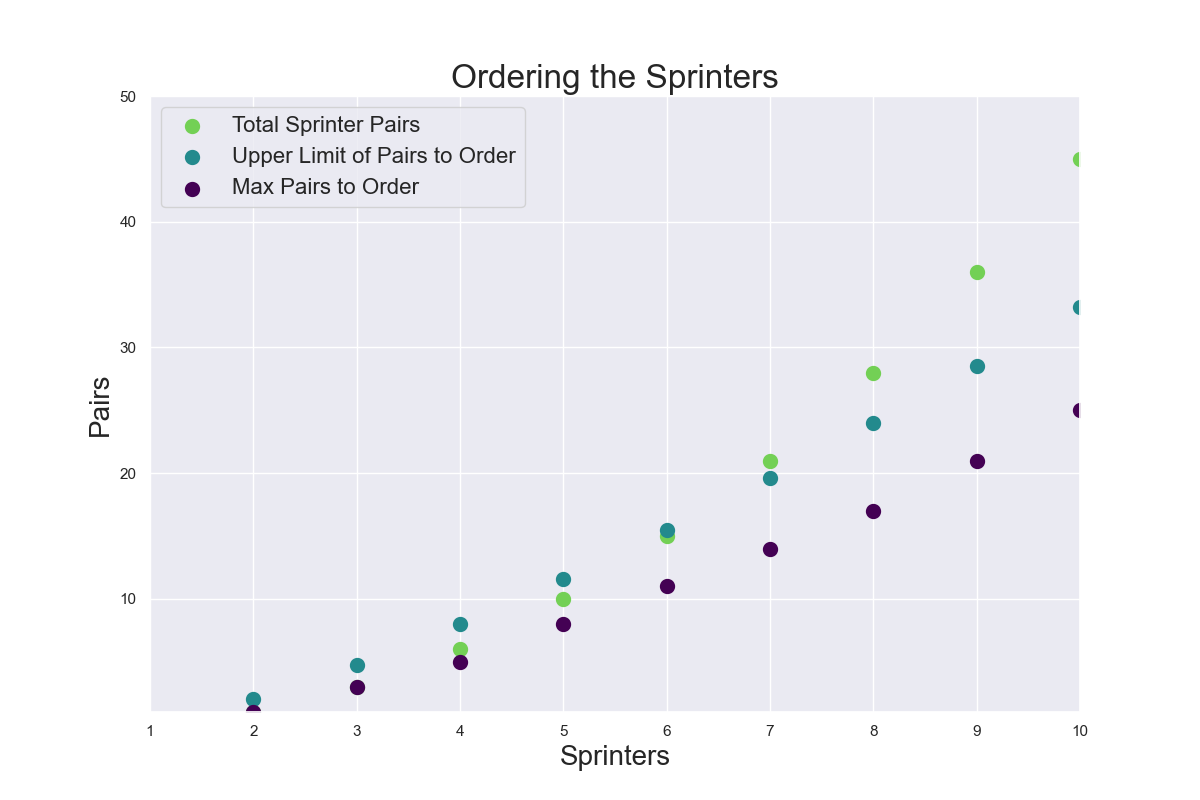 Ordering the Sprinters
50
Total Sprinter Pairs
Upper Limit of Pairs to Order
Max Pairs to Order
40
30
Pairs
20
10
1 2 3 4 5 6 7 8 9 10
Sprinters